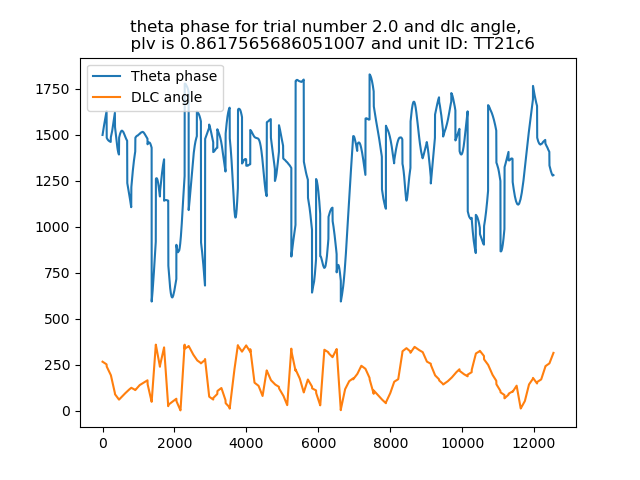 theta phase for trial number 2.0 and dlc angle,
plv is 0.8617565686051007 and unit ID: TT21c6
Theta phase
DLC angle
1750
1500
1250
1000
750
500
250
0
0 2000 4000 6000 8000 10000 12000